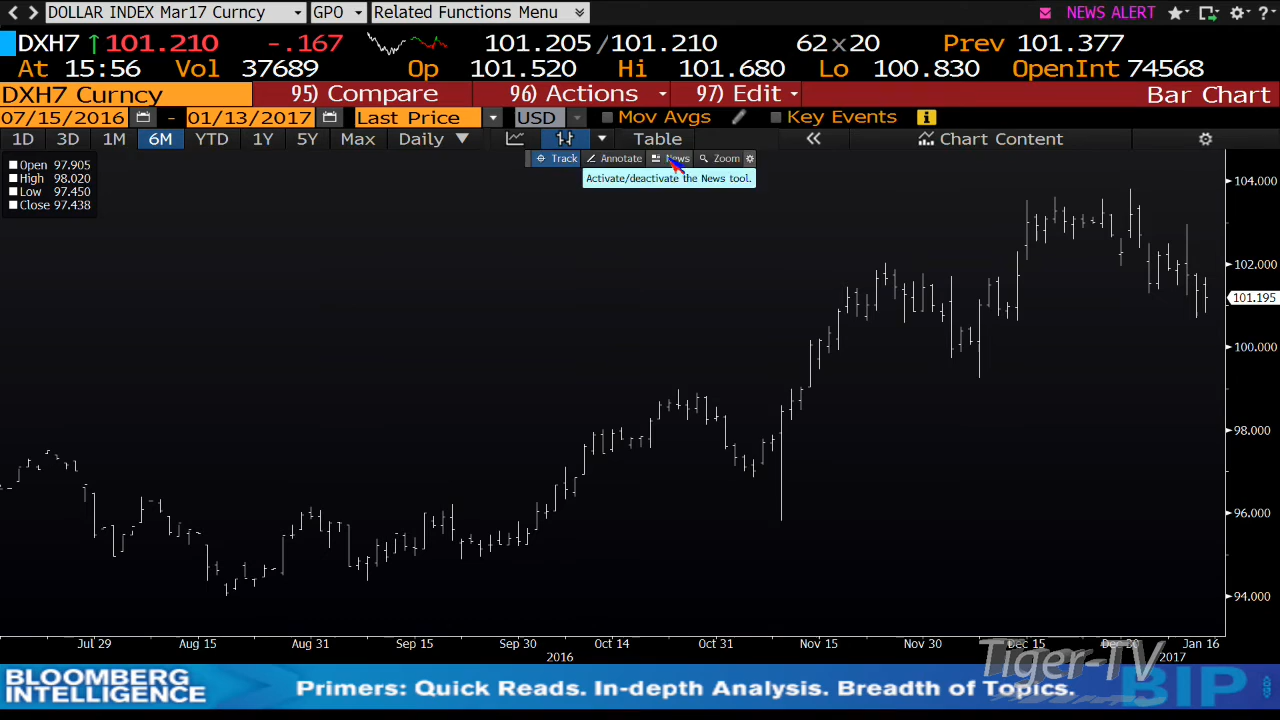 DOLLAR INDEX Mar17 Curncy GPO Related Functions Menu NEWS ALERT ?
DXH7 ↑101.210 -.167 101.205/101.210 62x20 Prev 101.377
At 15:56 Vol 37689 Op 101.520 Hi 101.680 Lo 100.830 OpenInt 74568
DXH7 Curncy 95) Compare 96) Actions 97) Edit Bar Chart
07/15/2016 - 01/13/2017 Last Price USD Mov Avgs Key Events i
1D 3D 1M 6M YTD 1Y 5Y Max Daily Table Chart Content
Track Annotate News Zoom
Activate/deactivate the News tool.
Open 97.905
High 98.020
Low 97.450
Close 97.438
104.000
102.000
101.195
100.000
98.000
96.000
94.000
Jul 29 Aug 15 Aug 31 Sep 15 Sep 30 Oct 14 Oct 31 Nov 15 Nov 30 Dec 15 Dec 30 Jan 16
2016 2017
Tiger-TV
BLOOMBERG
INTELLIGENCE
Primers: Quick Reads. In-depth Analysis. Breadth of Topics.
BIP